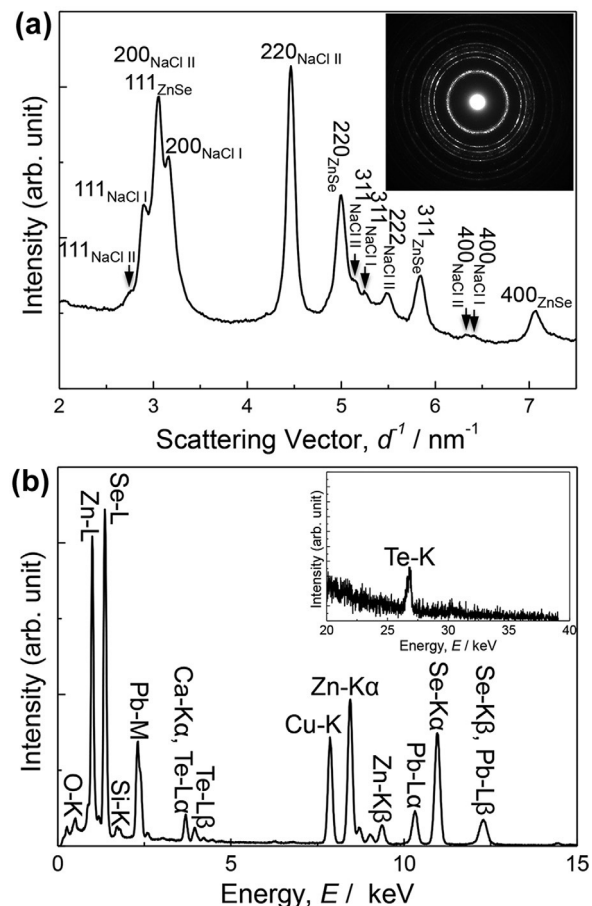 (a)
Intensity (arb. unit)
111NaCl II
111NaCl I
200NaCl II
111ZnSe
200NaCl I
220NaCl II
220ZnSe
311NaCl II
311NaCl I
222NaCl II
311ZnSe
400NaCl II
400NaCl I
400ZnSe
2 3 4 5 6 7
Scattering Vector, d-1 / nm-1
(b)
Intensity (arb. unit)
O-K
Zn-L
Se-L
Si-K
Pb-M
Ca-Kα,
Te-Lα
Te-Lβ
Cu-K
Zn-Kα
Zn-Kβ
Pb-Lα
Se-Kα
Se-Kβ,
Pb-Lβ
0 5 10 15
Energy, E / keV
Intensity (arb. unit)
Te-K
20 25 30 35 40
Energy, E / keV